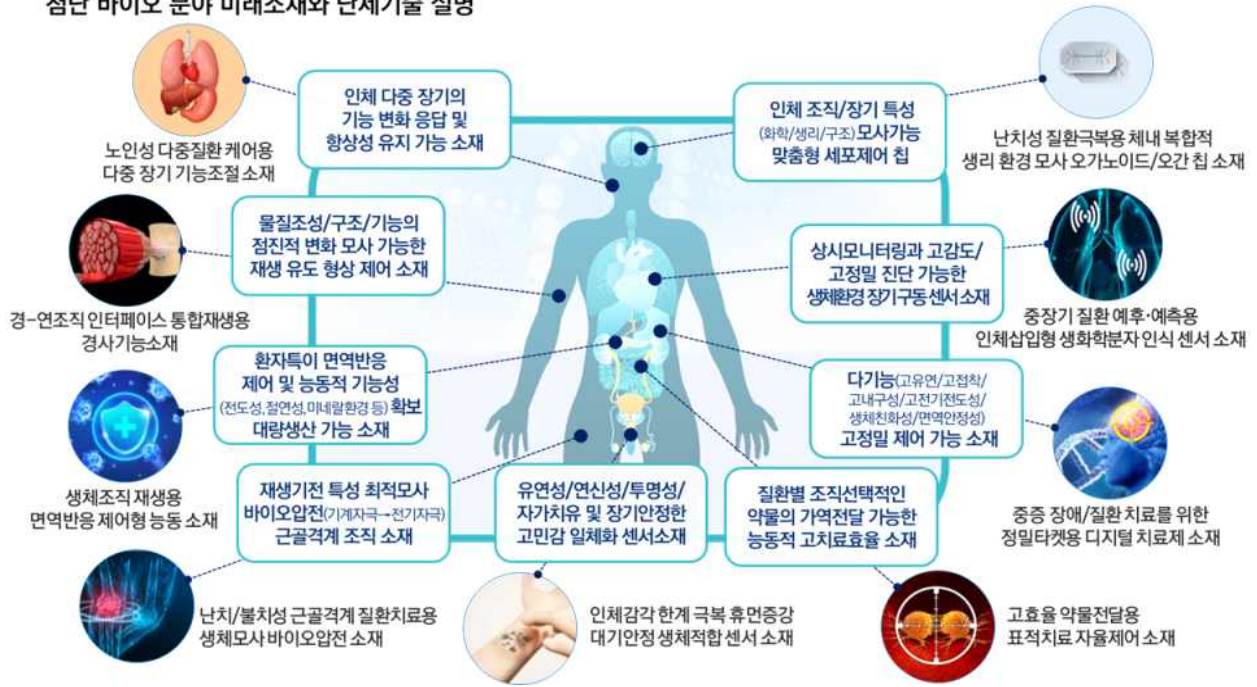 첨단 바이오 분야 미래소재와 난제기술 설명
인체 다중 장기의
기능 변화 응답 및
항상성 유지 가능 소재
노인성 다중질환 케어용
다중 장기 기능조절 소재
인체 조직/장기 특성
(화학/생리/구조) 모사가능
맞춤형 세포제어 칩
난치성 질환극복용 체내 복합적
생리 환경 모사 오가노이드/오간 칩 소재
물질조성/구조/기능의
점진적 변화 모사 가능한
재생 유도 형상 제어 소재
경-연조직 인터페이스 통합재생용
경사기능소재
상시모니터링과 고감도/
고정밀 진단 가능한
생체환경 장기 구동 센서 소재
중장기 질환 예후·예측용
인체삽입형 생화학분자 인식 센서 소재
환자특이 면역반응
제어 및 능동적 기능성
(전도성,절연성,미네랄환경 등) 확보
대량생산 가능 소재
생체조직 재생용
면역반응 제어형 능동 소재
다기능(고유연/고접착/
고내구성/고전기전도성/
생체친화성/면역안정성)
고정밀 제어 가능 소재
중증 장애/질환 치료를 위한
정밀타켓용 디지털 치료제 소재
재생기전 특성 최적모사
바이오압전(기계자극→전기자극)
근골격계 조직 소재
난치/불치성 근골격계 질환치료용
생체모사 바이오압전 소재
유연성/연신성/투명성/
자가치유 및 장기안정한
고민감 일체화 센서소재
인체감각 한계 극복 휴먼증강
대기안정 생체적합 센서 소재
질환별 조직선택적인
약물의 가역전달 가능한
능동적 고치료효율 소재
고효율 약물전달용
표적치료 자율제어 소재